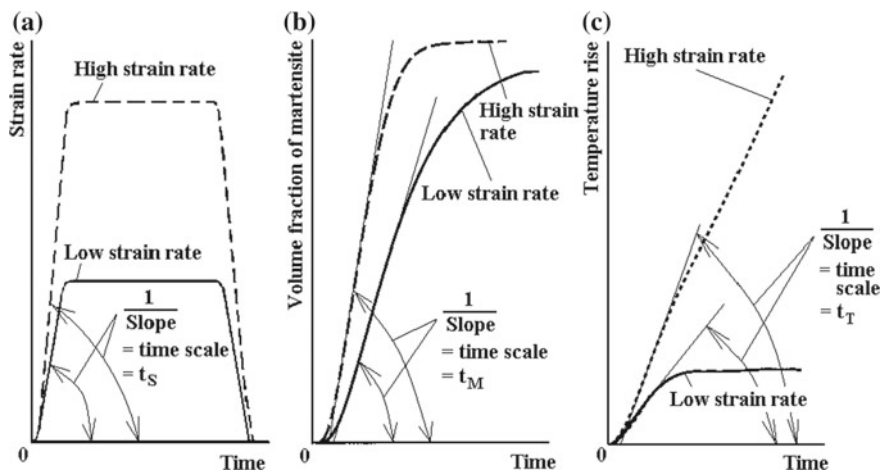 (a)
Strain rate
High strain rate
Low strain rate
1
Slope
= time scale
= tS
0
Time
(b)
Volume fraction of martensite
High strain
rate
Low strain rate
1
Slope
= time scale
= tM
0
Time
(c)
Temperature rise
High strain rate
1
Slope
= time
scale
= tT
Low strain rate
0
Time